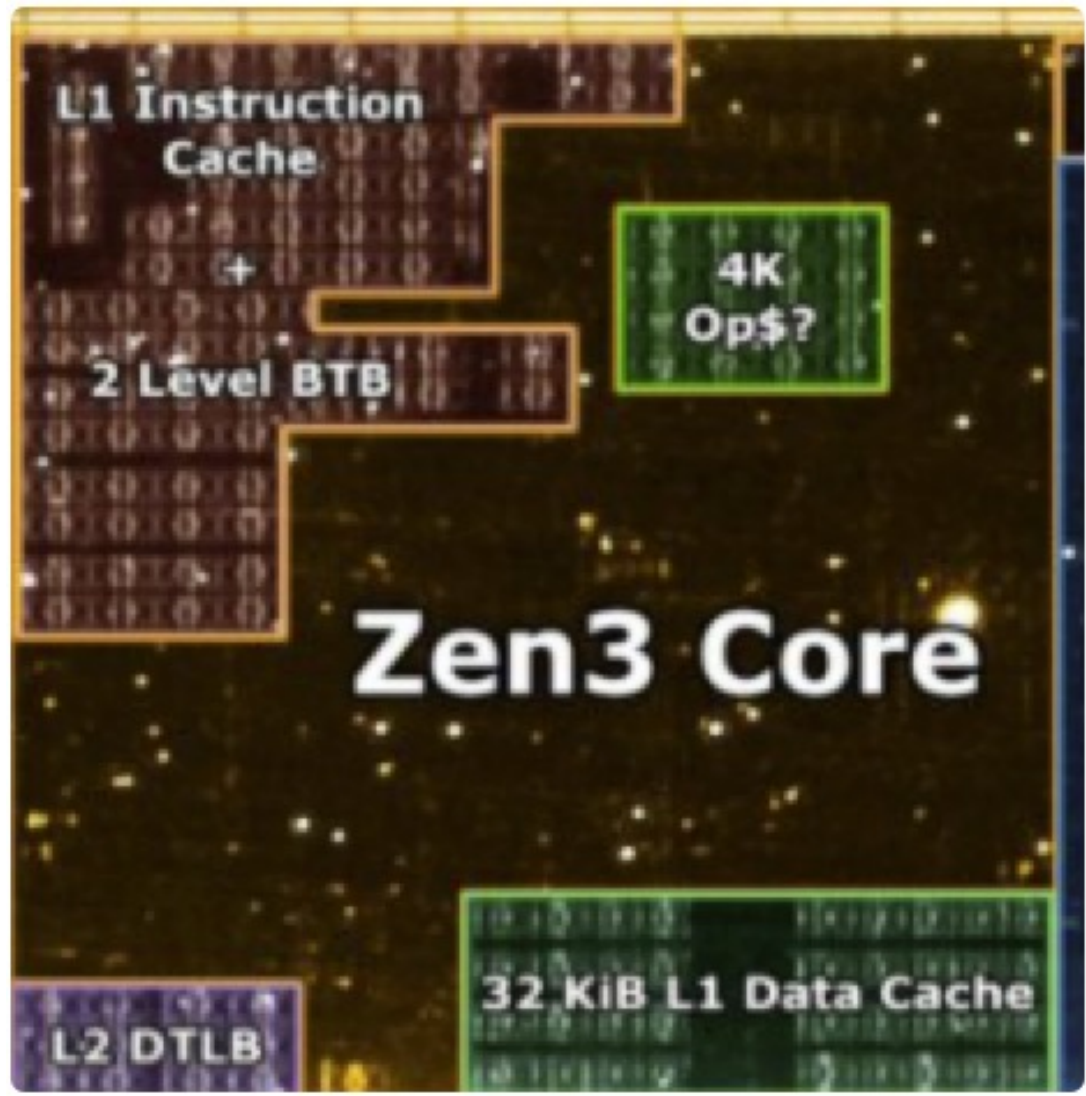 L1 Instruction
Cache
+
2 Level BTB
4K
Op$?
Zen3 Core
32 KiB L1 Data Cache
L2 DTLB